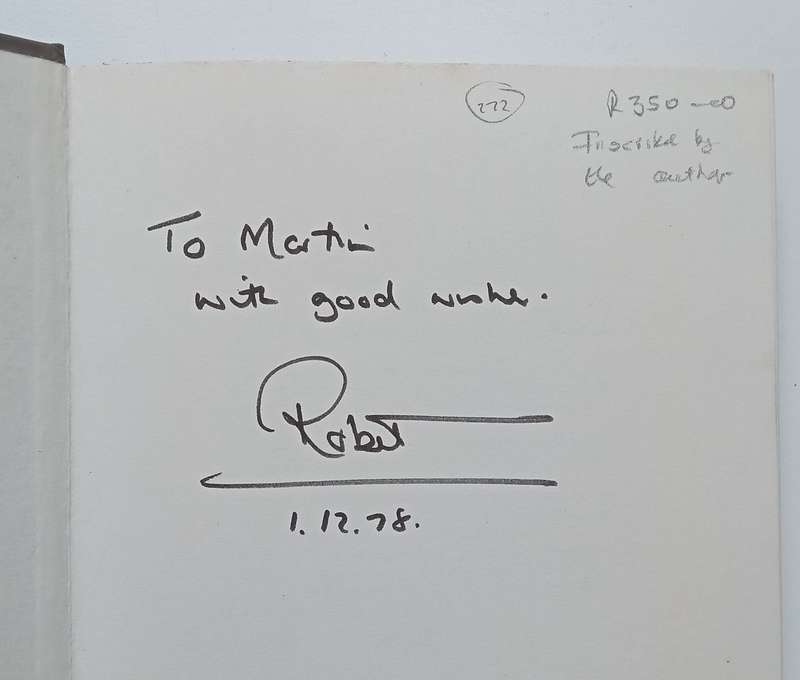 272
R350-00
Inscribed by
the author
To Martin
with good wishes.
Robert
1.12.78.